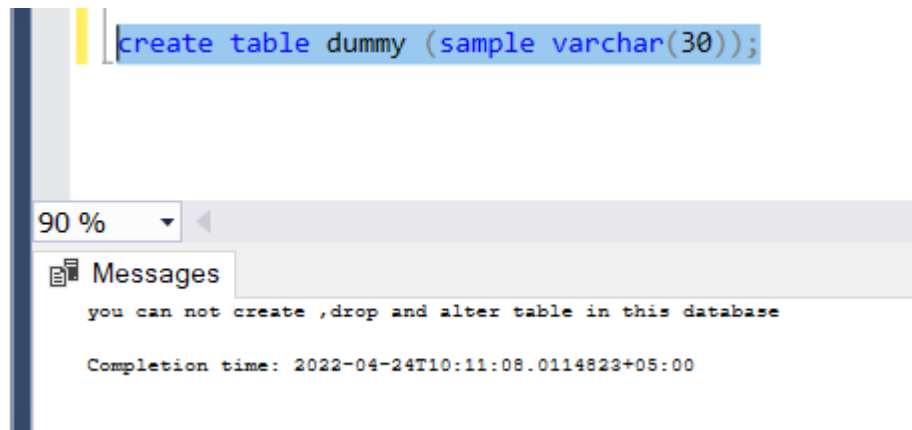 create table dummy (sample varchar(30));
90 %
Messages
you can not create ,drop and alter table in this database
Completion time: 2022-04-24T10:11:08.0114823+05:00